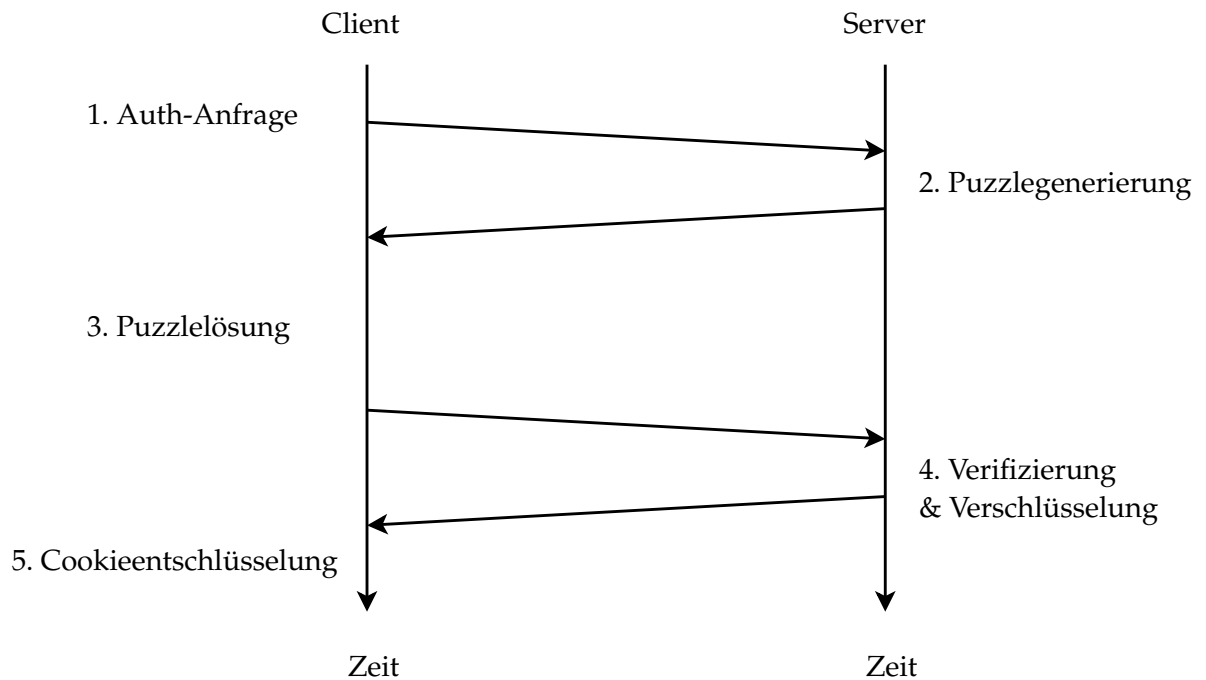 Client
Server
1. Auth-Anfrage
2. Puzzlegenerierung
3. Puzzlelösung
4. Verifizierung
& Verschlüsselung
5. Cookieentschlüsselung
Zeit
Zeit